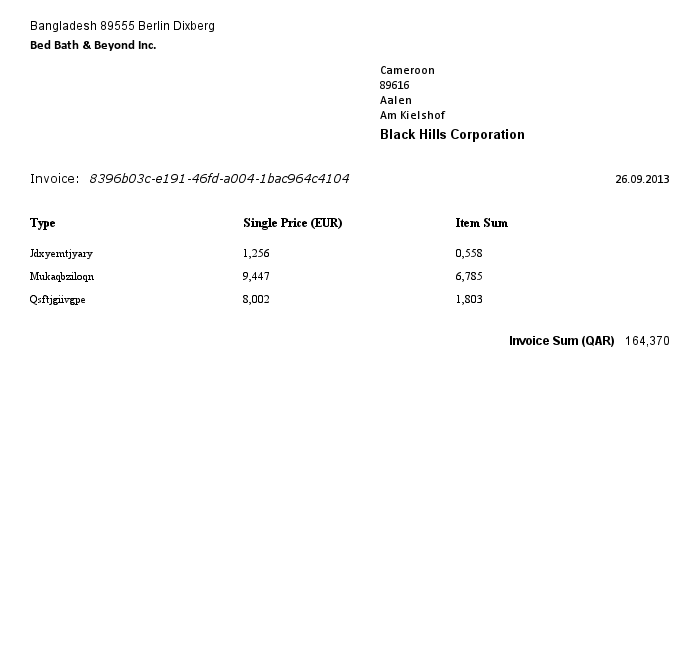 Bangladesh 89555 Berlin Dixberg
Bed Bath & Beyond Inc.
Cameroon
89616
Aalen
Am Kielshof
Black Hills Corporation
Invoice: 8396b03c-e191-46fd-a004-1bac964c4104 26.09.2013
Type Single Price (EUR) Item Sum
Jdxyemtjyary 1,256 0,558
Mukaqbziloqn 9,447 6,785
Qsftjgiivgpe 8,002 1,803
Invoice Sum (QAR) 164,370